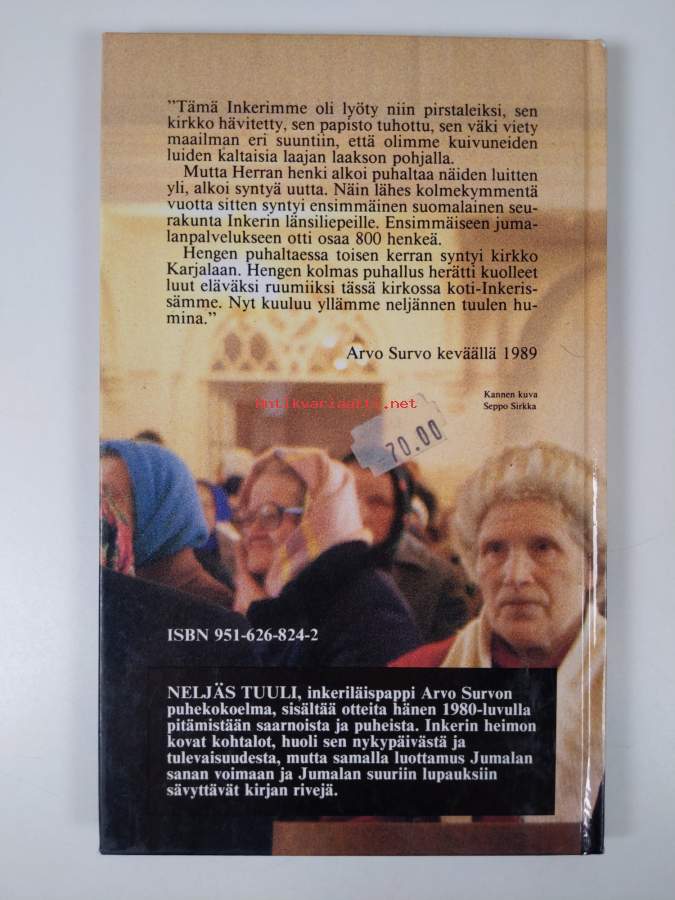 "Tämä Inkerimme oli lyöty niin pirstaleiksi, sen
kirkko hävitetty, sen papisto tuhottu, sen väki viety
maailman eri suuntiin, että olimme kuivuneiden
luiden kaltaisia laajan laakson pohjalla.
Mutta Herran henki alkoi puhaltaa näiden luitten
yli, alkoi syntyä uutta. Näin lähes kolmekymmentä
vuotta sitten syntyi ensimmäinen suomalainen seu-
rakunta Inkerin länsiliepeille. Ensimmäiseen juma-
lanpalvelukseen otti osaa 800 henkeä.
Hengen puhaltaessa toisen kerran syntyi kirkko
Karjalaan. Hengen kolmas puhallus herätti kuolleet
luut eläväksi ruumiiksi tässä kirkossa koti-Inkeris-
sämme. Nyt kuuluu yllämme neljännen tuulen hu-
mina."
Arvo Survo keväällä 1989
Kannen kuva
Seppo Sirkka
Antikvariaatti.net
70.00
ISBN 951-626-824-2
NELJÄS TUULI, inkeriläispappi Arvo Survon
puhekokoelma, sisältää otteita hänen 1980-luvulla
pitämistään saarnoista ja puheista. Inkerin heimon
kovat kohtalot, huoli sen nykypäivästä ja
tulevaisuudesta, mutta samalla luottamus Jumalan
sanan voimaan ja Jumalan suuriin lupauksiin
sävyttävät kirjan rivejä.